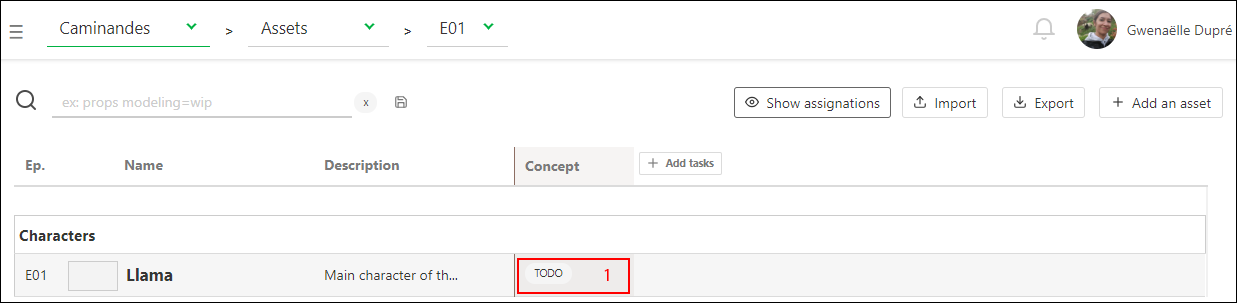 Caminandes > Assets > E01 Gwenaëlle Dupré
ex: props modeling=wip x Show assignations Import Export + Add an asset
Ep. Name Description Concept + Add tasks
Characters
E01 Llama Main character of th... TODO 1